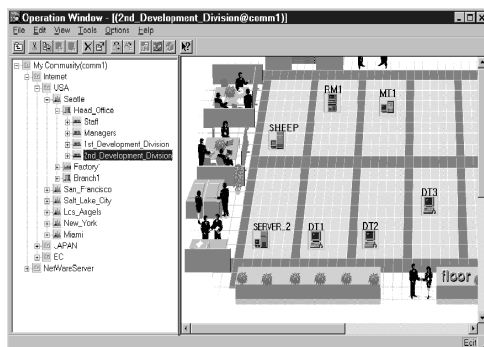 Operation Window - [(2nd_Development_Division@comm1)]
File Edit View Tools Options Help
My Community(comm1)
Internet
USA
Seatle
Head_Office
Staff
Managers
1st_Development_Division
2nd_Development_Division
Factory
Branch1
San_Francisco
Salt_Lake_City
Los_Angels
New_York
Miami
JAPAN
EC
NetWareServer
RM1
MT1
SHEEP
DT3
SERVER_2
DT1
DT2
floor
Edit